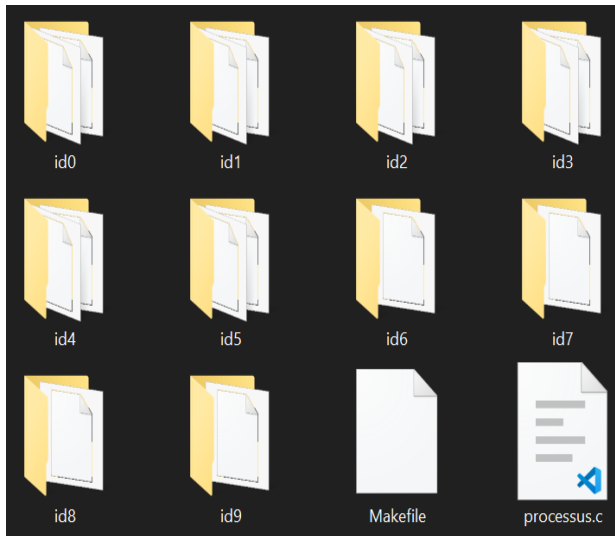 id0
id1
id2
id3
id4
id5
id6
id7
id8
id9
Makefile
processus.c